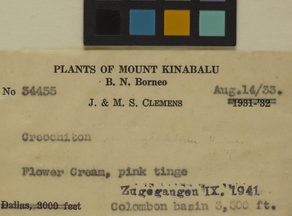 PLANTS OF MOUNT KINABALU
B. N. Borneo
No 34455 Aug.14/33.
1931-'32
J. & M. S. CLEMENS
Creochiton
Flower Cream, pink tinge
Zugegangen IX. 1941
Dallas, 3000 feet Colombon basin 3,500 ft.